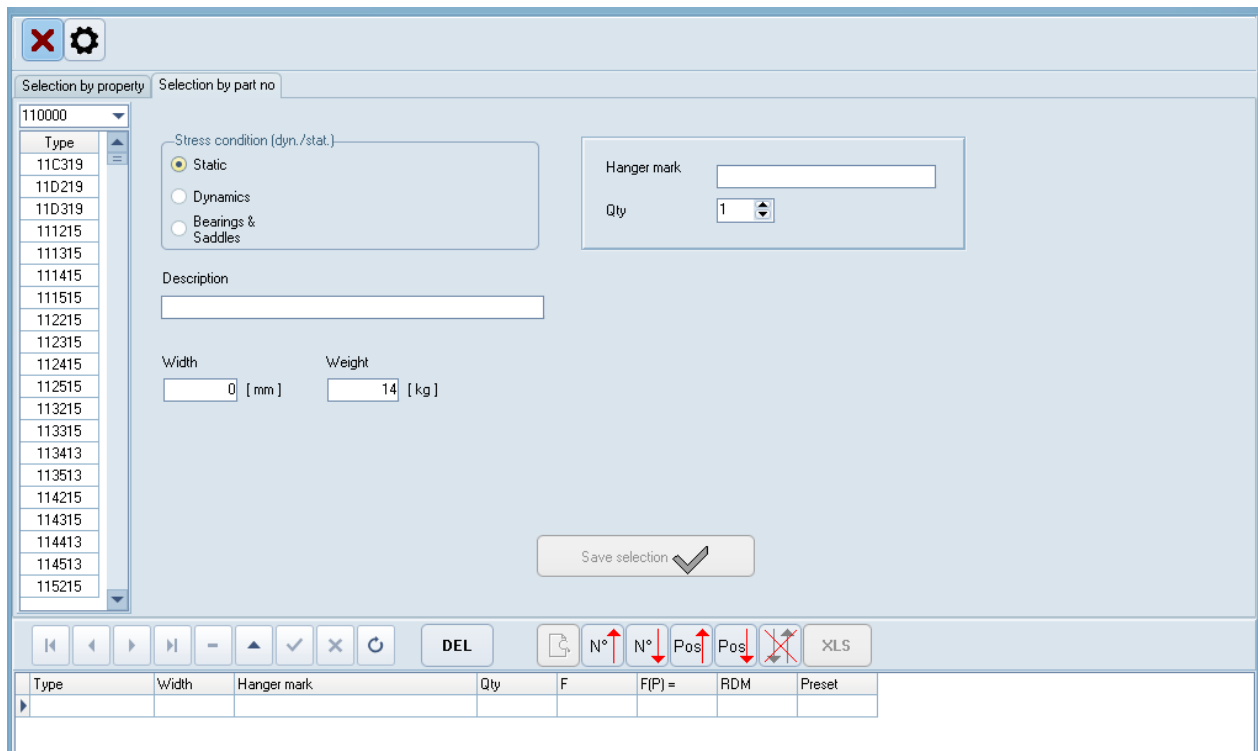 Selection by property
Selection by part no
110000
Type
11C319
11D219
11D319
111215
111315
111415
111515
112215
112315
112415
112515
113215
113315
113413
113513
114215
114315
114413
114513
115215
Stress condition (dyn./stat.)
Static
Dynamics
Bearings &
Saddles
Hanger mark
Qty 1
Description
Width Weight
0 [ mm ] 14 [ kg ]
Save selection
DEL N° N° Pos Pos XLS
Type Width Hanger mark Qty F F(P) = RDM Preset